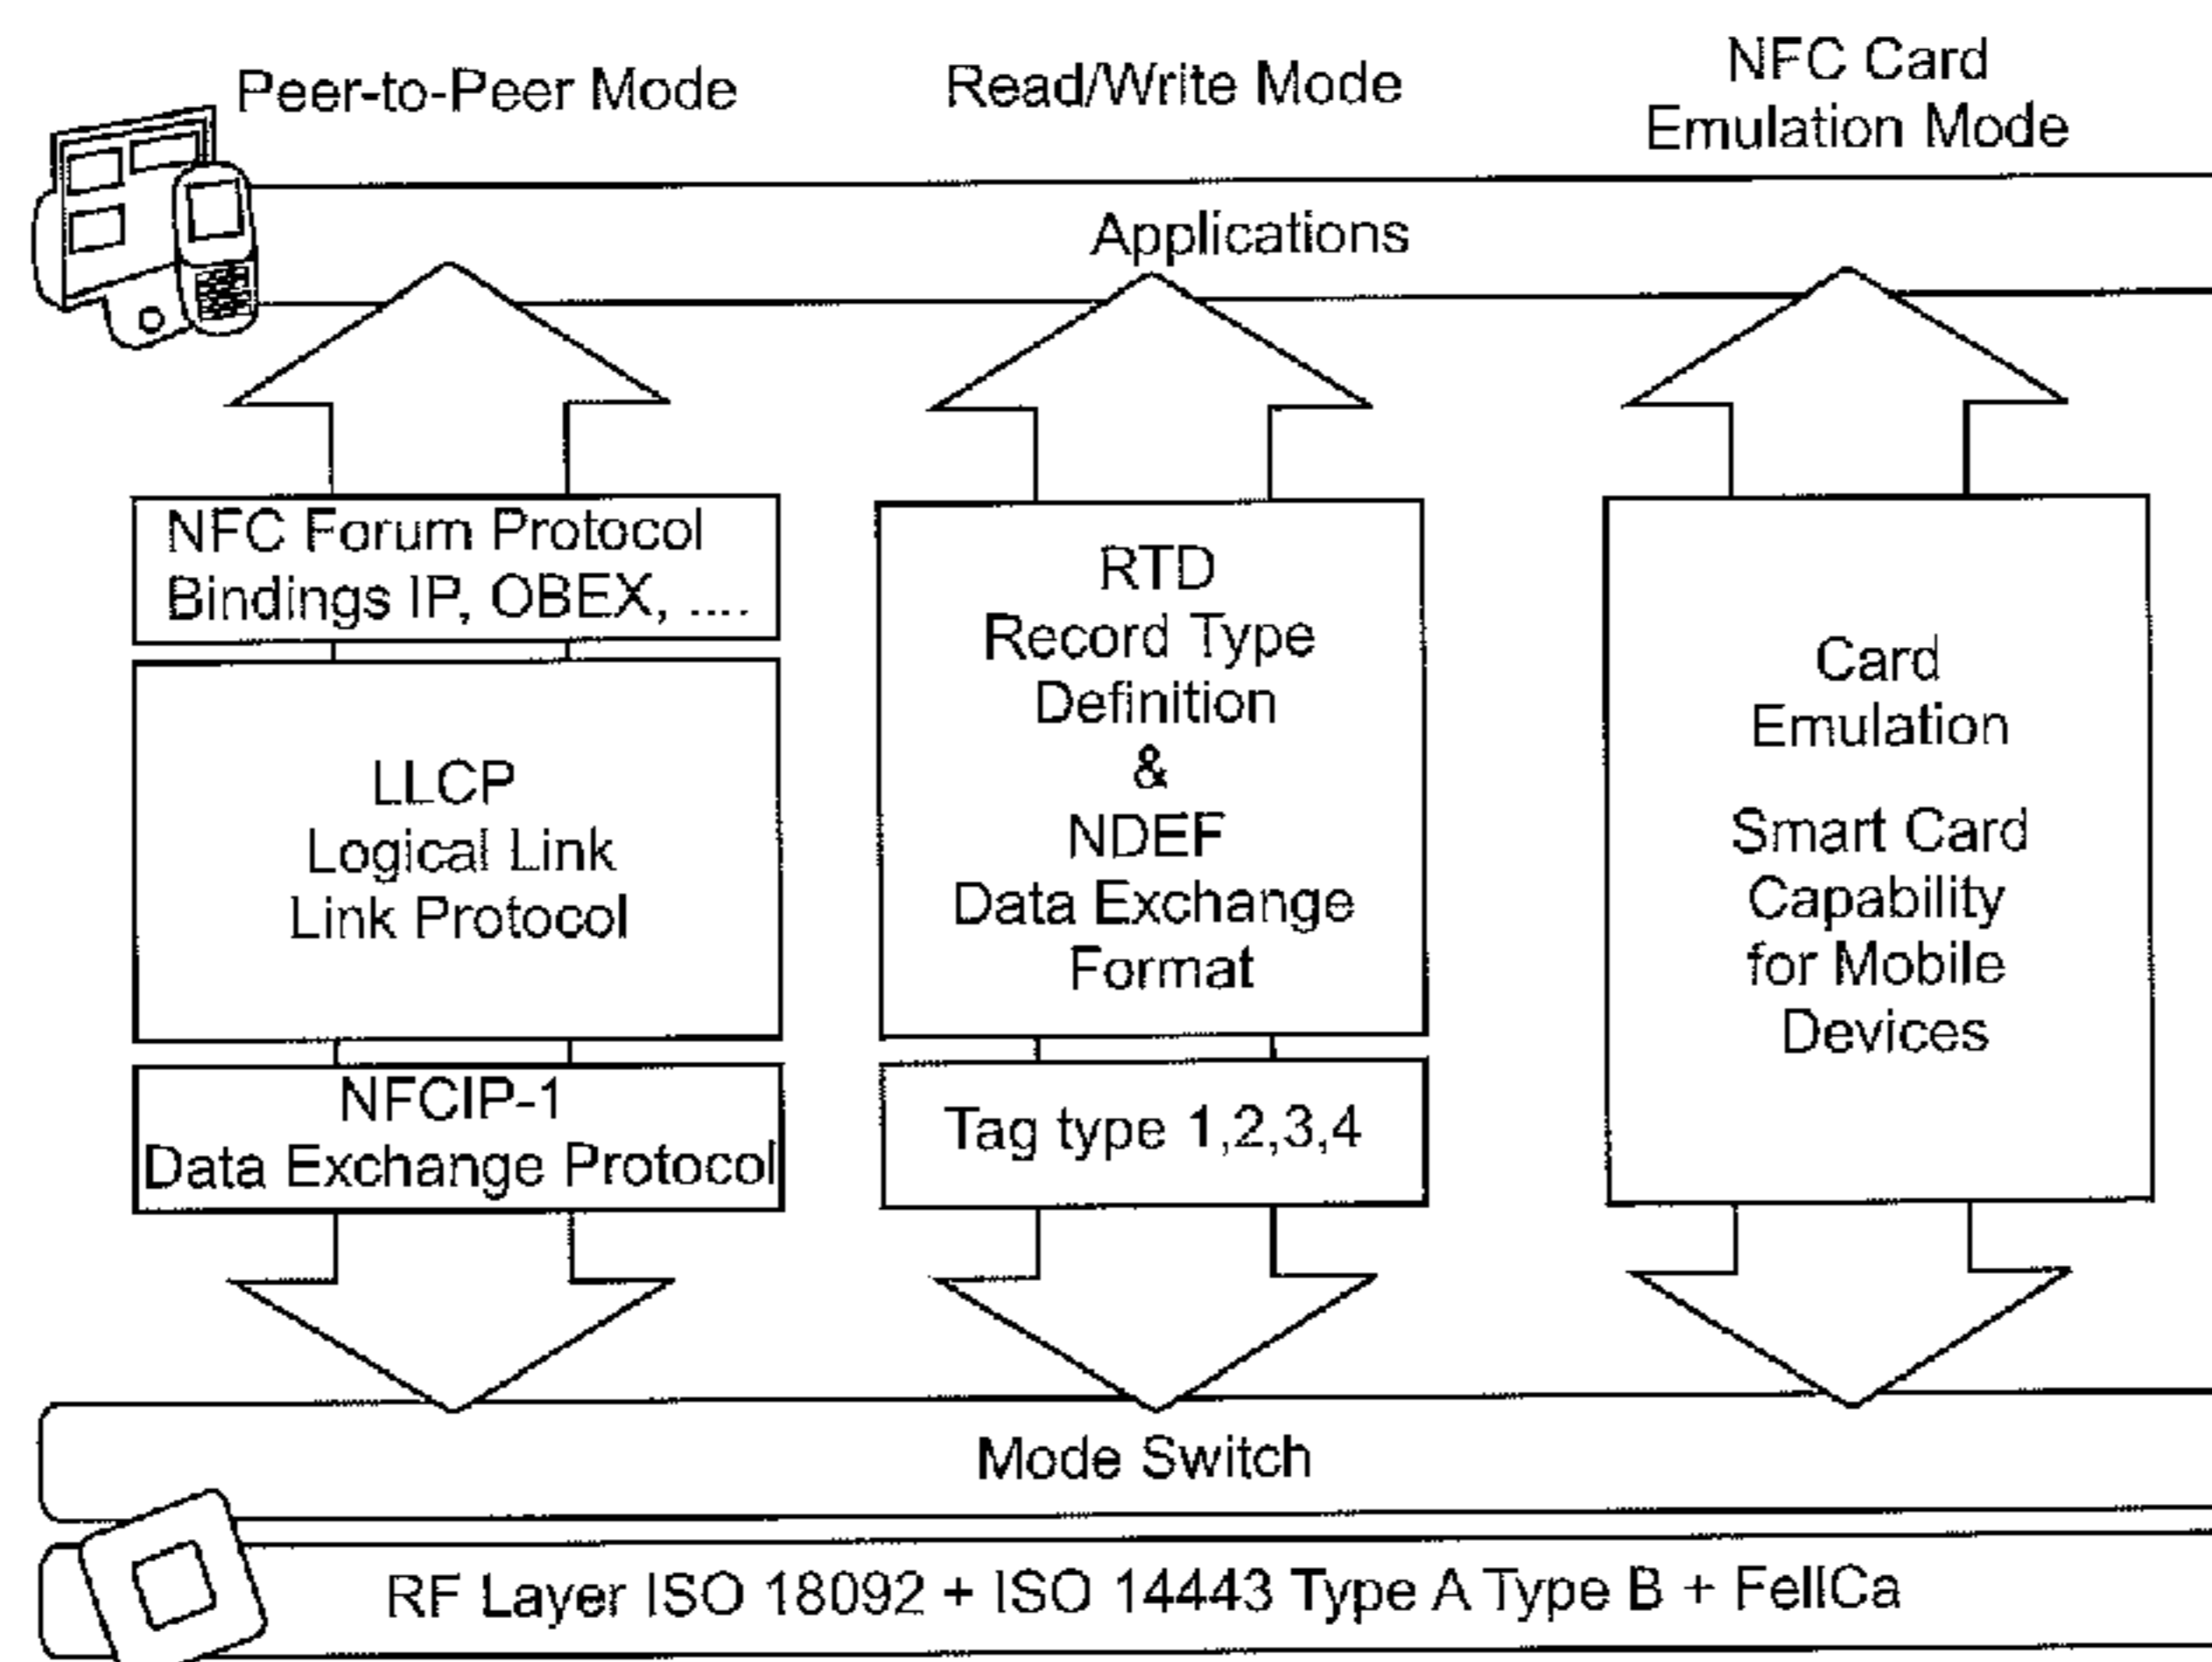 Peer-to-Peer Mode
Read/Write Mode
NFC Card
Emulation Mode
Applications
NFC Forum Protocol
Bindings IP, OBEX, ....
LLCP
Logical Link
Link Protocol
NFCIP-1
Data Exchange Protocol
RTD
Record Type
Definition
&
NDEF
Data Exchange
Format
Tag type 1,2,3,4
Card
Emulation
Smart Card
Capability
for Mobile
Devices
Mode Switch
RF Layer ISO 18092 + ISO 14443 Type A Type B + FellCa